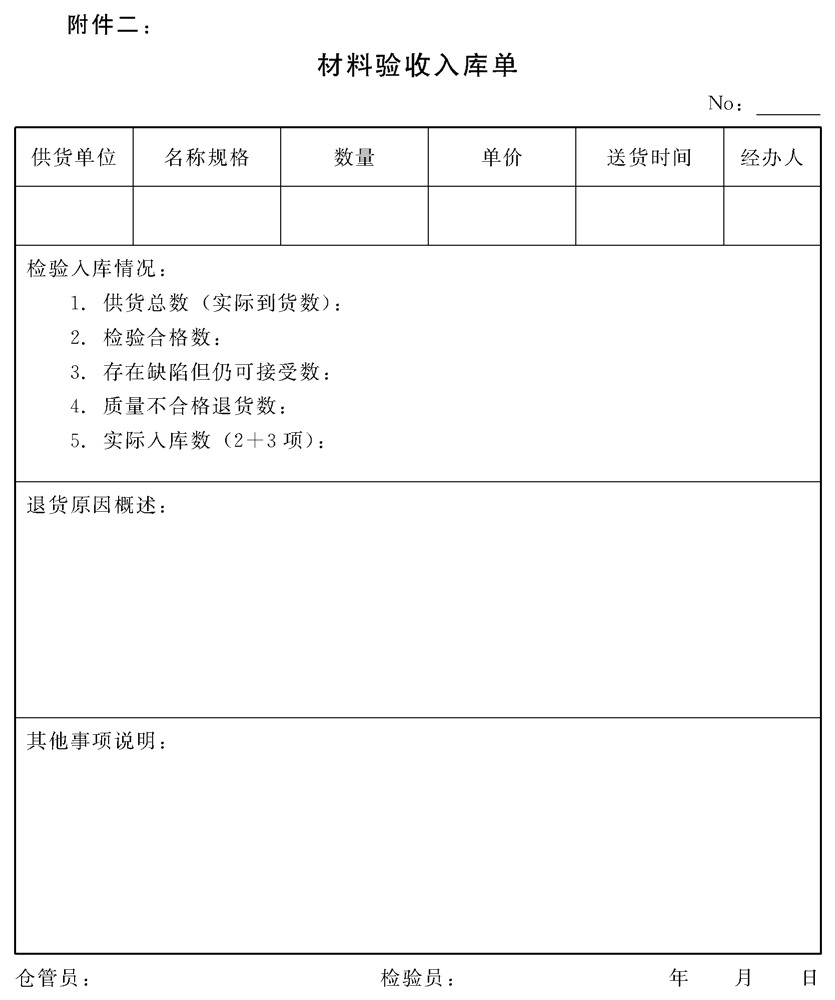 附件二：
材料验收入库单
No：
供货单位 名称规格 数量 单价 送货时间 经办人
检验入库情况：
1. 供货总数（实际到货数）：
2. 检验合格数：
3. 存在缺陷但仍可接受数：
4. 质量不合格退货数：
5. 实际入库数（2＋3 项）：
退货原因概述：
其他事项说明：
仓管员： 检验员： 年 月 日